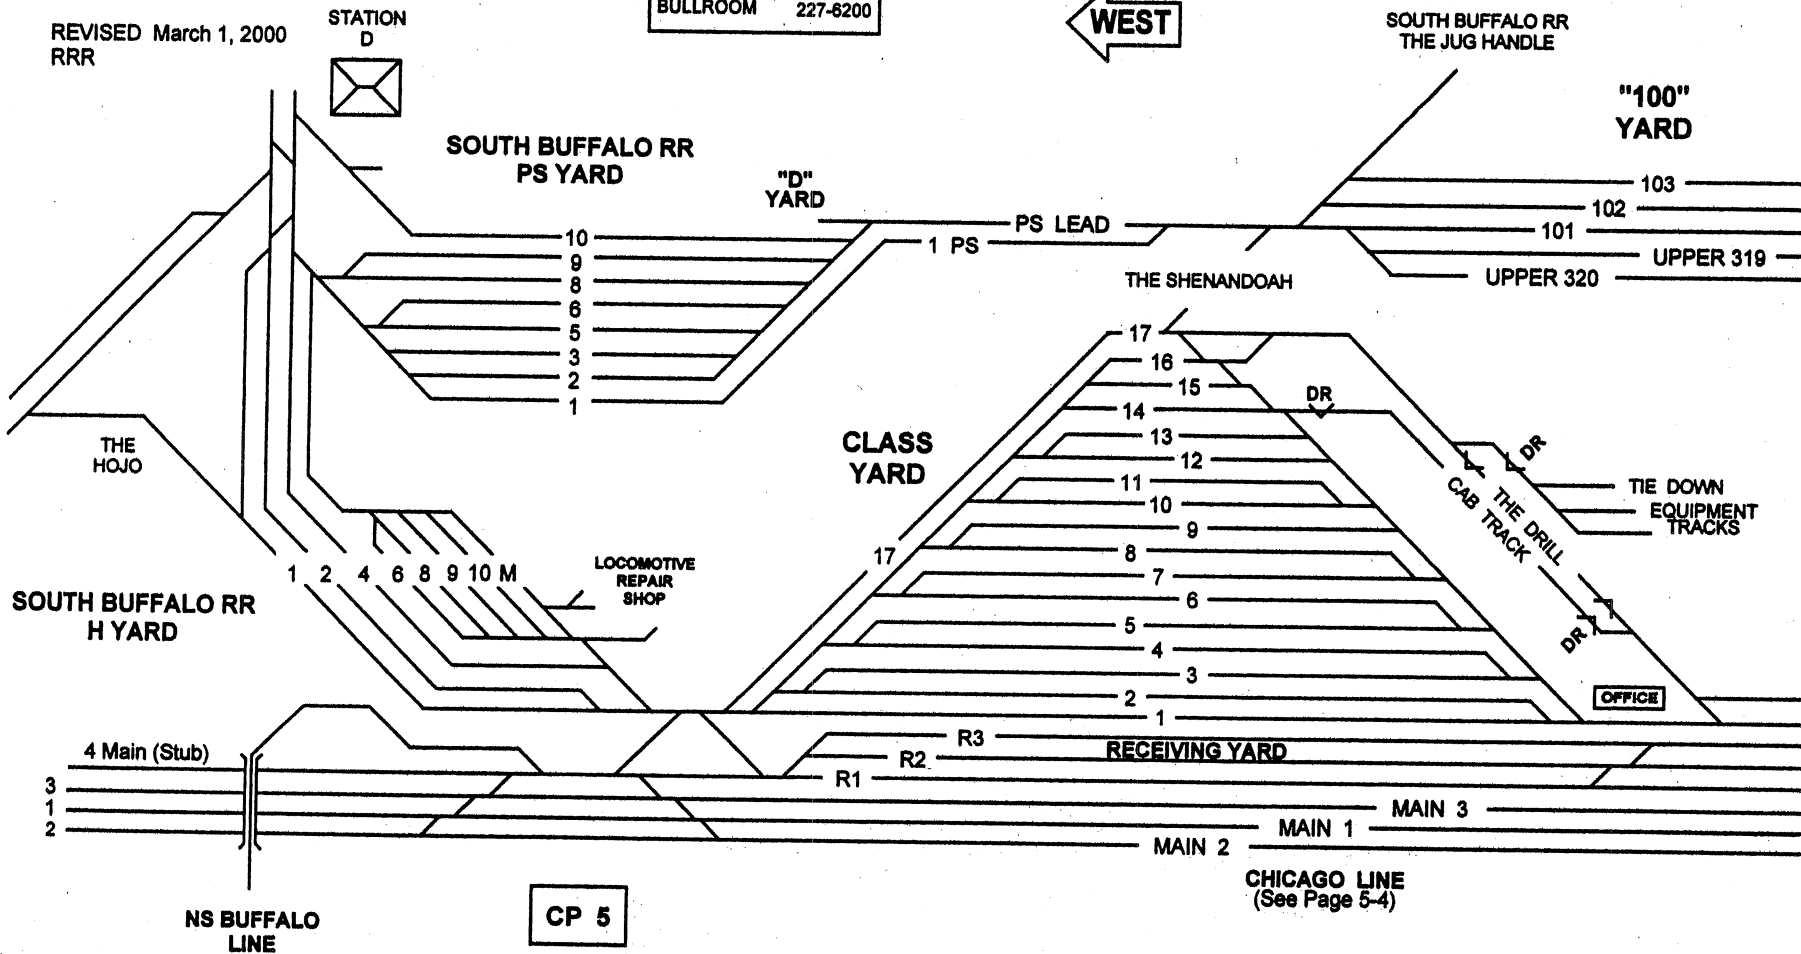 BULLROOM 227-6200
REVISED March 1, 2000
RRR
STATION
D
WEST
SOUTH BUFFALO RR
THE JUG HANDLE
"100"
YARD
SOUTH BUFFALO RR
PS YARD
"D"
YARD
103
102
101
UPPER 319
UPPER 320
PS LEAD
1 PS
10
9
8
6
5
3
2
1
THE SHENANDOAH
17
16
15
14
13
12
11
10
9
8
7
6
5
4
3
2
1
17
CLASS
YARD
DR
DR
TIE DOWN
EQUIPMENT
TRACKS
THE DRILL
CAB TRACK
DR
OFFICE
THE
HOJO
1 2 4 6 8 9 10 M
LOCOMOTIVE
REPAIR
SHOP
SOUTH BUFFALO RR
H YARD
4 Main (Stub)
3
1
2
R3
R2
R1
RECEIVING YARD
MAIN 3
MAIN 1
MAIN 2
CHICAGO LINE
(See Page 5-4)
CP 5
NS BUFFALO
LINE